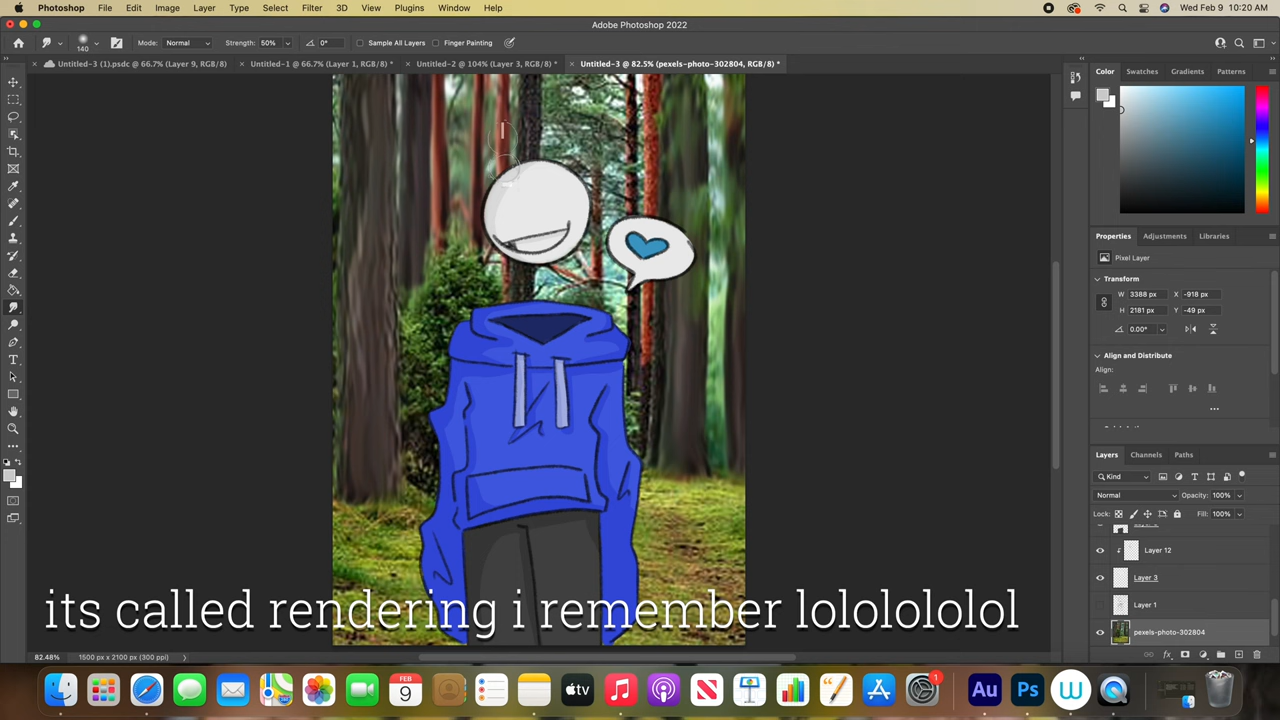 Photoshop File Edit Image Layer Type Select Filter 3D View Plugins Window Help Wed Feb 9 10:20 AM
Adobe Photoshop 2022
140 Mode: Normal Strength: 50% 0° Sample All Layers Finger Painting
Untitled-3 (1).psdc @ 66.7% (Layer 9, RGB/8) Untitled-1 @ 66.7% (Layer 1, RGB/8) * Untitled-2 @ 104% (Layer 3, RGB/8) * Untitled-3 @ 82.5% (pexels-photo-302804, RGB/8) *
Color Swatches Gradients Patterns
Properties Adjustments Libraries
Pixel Layer
Transform
W 3388 px X -918 px
H 2181 px Y -49 px
0.00°
Align and Distribute
Align:
Layers Channels Paths
Kind
Normal Opacity: 100%
Lock: Fill: 100%
Layer 12
Layer 3
Layer 1
pexels-photo-302804
its called rendering i remember lolololololol
82.48% 1500 px x 2100 px (300 ppi)
FEB
9
tv
1
Au
Ps